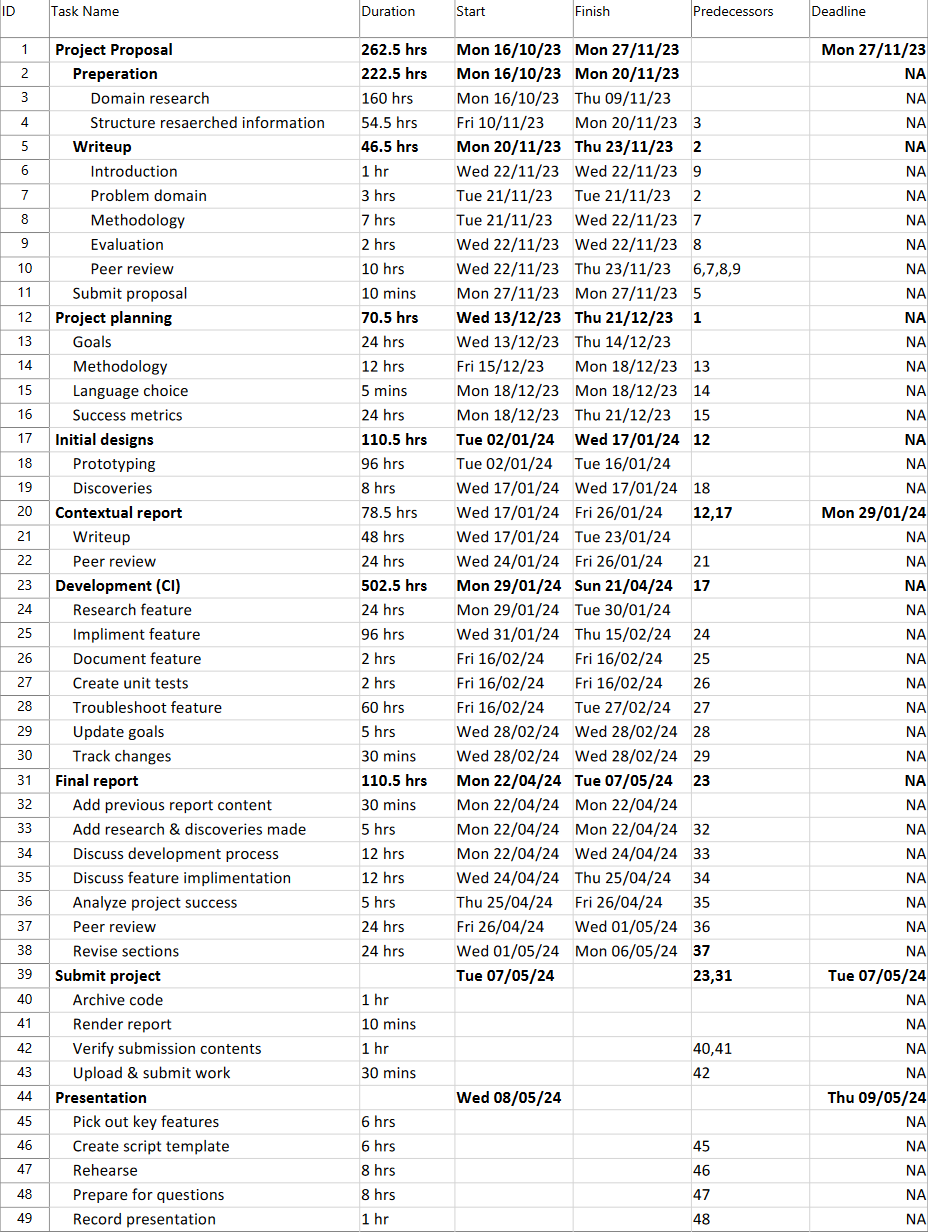 ID Task Name Duration Start Finish Predecessors Deadline
1 Project Proposal 262.5 hrs Mon 16/10/23 Mon 27/11/23 Mon 27/11/23
2 Preperation 222.5 hrs Mon 16/10/23 Mon 20/11/23 NA
3 Domain research 160 hrs Mon 16/10/23 Thu 09/11/23 NA
4 Structure resaerched information 54.5 hrs Fri 10/11/23 Mon 20/11/23 3 NA
5 Writeup 46.5 hrs Mon 20/11/23 Thu 23/11/23 2 NA
6 Introduction 1 hr Wed 22/11/23 Wed 22/11/23 9 NA
7 Problem domain 3 hrs Tue 21/11/23 Tue 21/11/23 2 NA
8 Methodology 7 hrs Tue 21/11/23 Wed 22/11/23 7 NA
9 Evaluation 2 hrs Wed 22/11/23 Wed 22/11/23 8 NA
10 Peer review 10 hrs Wed 22/11/23 Thu 23/11/23 6,7,8,9 NA
11 Submit proposal 10 mins Mon 27/11/23 Mon 27/11/23 5 NA
12 Project planning 70.5 hrs Wed 13/12/23 Thu 21/12/23 1 NA
13 Goals 24 hrs Wed 13/12/23 Thu 14/12/23 NA
14 Methodology 12 hrs Fri 15/12/23 Mon 18/12/23 13 NA
15 Language choice 5 mins Mon 18/12/23 Mon 18/12/23 14 NA
16 Success metrics 24 hrs Mon 18/12/23 Thu 21/12/23 15 NA
17 Initial designs 110.5 hrs Tue 02/01/24 Wed 17/01/24 12 NA
18 Prototyping 96 hrs Tue 02/01/24 Tue 16/01/24 NA
19 Discoveries 8 hrs Wed 17/01/24 Wed 17/01/24 18 NA
20 Contextual report 78.5 hrs Wed 17/01/24 Fri 26/01/24 12,17 Mon 29/01/24
21 Writeup 48 hrs Wed 17/01/24 Tue 23/01/24 NA
22 Peer review 24 hrs Wed 24/01/24 Fri 26/01/24 21 NA
23 Development (CI) 502.5 hrs Mon 29/01/24 Sun 21/04/24 17 NA
24 Research feature 24 hrs Mon 29/01/24 Tue 30/01/24 NA
25 Impliment feature 96 hrs Wed 31/01/24 Thu 15/02/24 24 NA
26 Document feature 2 hrs Fri 16/02/24 Fri 16/02/24 25 NA
27 Create unit tests 2 hrs Fri 16/02/24 Fri 16/02/24 26 NA
28 Troubleshoot feature 60 hrs Fri 16/02/24 Tue 27/02/24 27 NA
29 Update goals 5 hrs Wed 28/02/24 Wed 28/02/24 28 NA
30 Track changes 30 mins Wed 28/02/24 Wed 28/02/24 29 NA
31 Final report 110.5 hrs Mon 22/04/24 Tue 07/05/24 23 NA
32 Add previous report content 30 mins Mon 22/04/24 Mon 22/04/24 NA
33 Add research & discoveries made 5 hrs Mon 22/04/24 Mon 22/04/24 32 NA
34 Discuss development process 12 hrs Mon 22/04/24 Wed 24/04/24 33 NA
35 Discuss feature implimentation 12 hrs Wed 24/04/24 Thu 25/04/24 34 NA
36 Analyze project success 5 hrs Thu 25/04/24 Fri 26/04/24 35 NA
37 Peer review 24 hrs Fri 26/04/24 Wed 01/05/24 36 NA
38 Revise sections 24 hrs Wed 01/05/24 Mon 06/05/24 37 NA
39 Submit project Tue 07/05/24 23,31 Tue 07/05/24
40 Archive code 1 hr NA
41 Render report 10 mins NA
42 Verify submission contents 1 hr 40,41 NA
43 Upload & submit work 30 mins 42 NA
44 Presentation Wed 08/05/24 Thu 09/05/24
45 Pick out key features 6 hrs NA
46 Create script template 6 hrs 45 NA
47 Rehearse 8 hrs 46 NA
48 Prepare for questions 8 hrs 47 NA
49 Record presentation 1 hr 48 NA